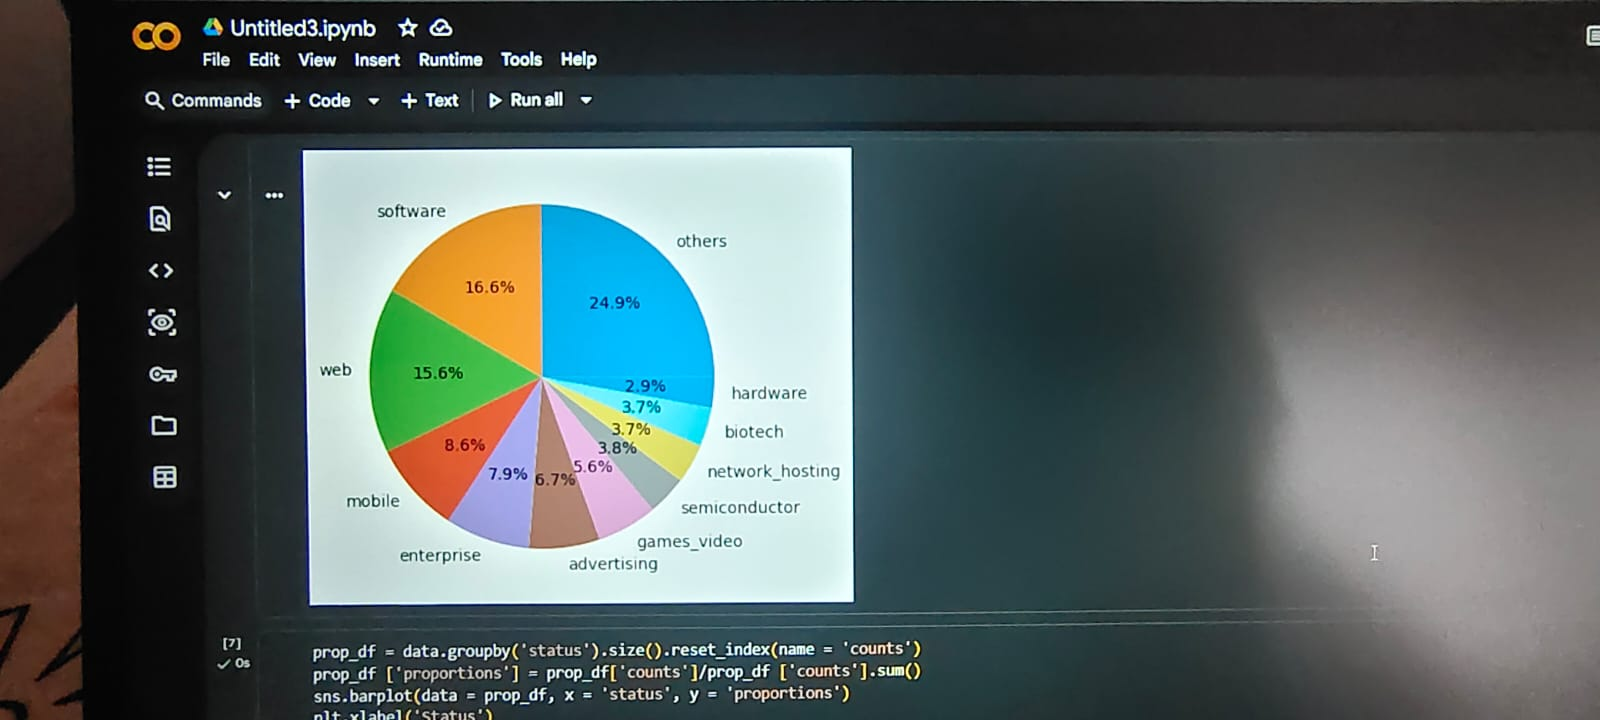 Untitled3.ipynb
File Edit View Insert Runtime Tools Help
Commands + Code + Text Run all
software
others
16.6%
24.9%
web
15.6%
2.9%
hardware
3.7%
biotech
3.7%
8.6%
3.8%
network_hosting
5.6%
7.9%
6.7%
mobile
semiconductor
games_video
enterprise
advertising
[7]
0s
prop_df = data.groupby('status').size().reset_index(name = 'counts')
prop_df ['proportions'] = prop_df['counts']/prop_df ['counts'].sum()
sns.barplot(data = prop_df, x = 'status', y = 'proportions')
plt.xlabel('Status')